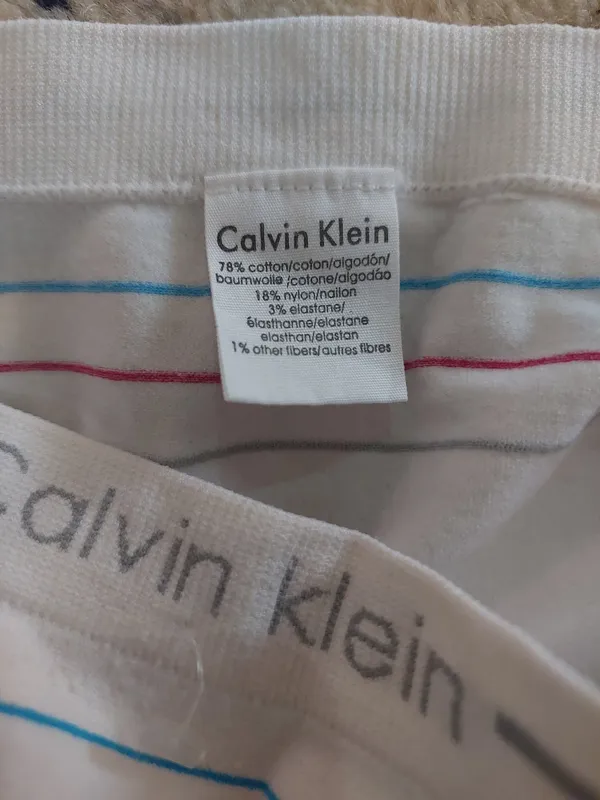 Calvin Klein
78% cotton/coton/algodón/
baumwolle /cotone/algodão
18% nylon/nailon
3% elastane/
élasthanne/elastane
elasthan/elastan
1% other fibers/autres fibres
Calvin Klein